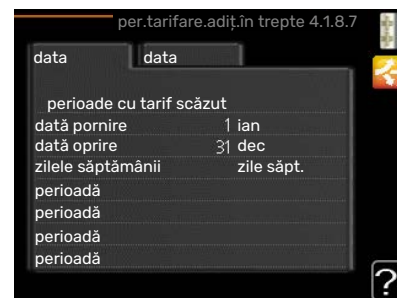 per.tarifare.adiț.în trepte 4.1.8.7
data data
perioade cu tarif scăzut
dată pornire 1 ian
dată oprire 31 dec
zilele săptămânii zile săpt.
perioadă
perioadă
perioadă
perioadă
?